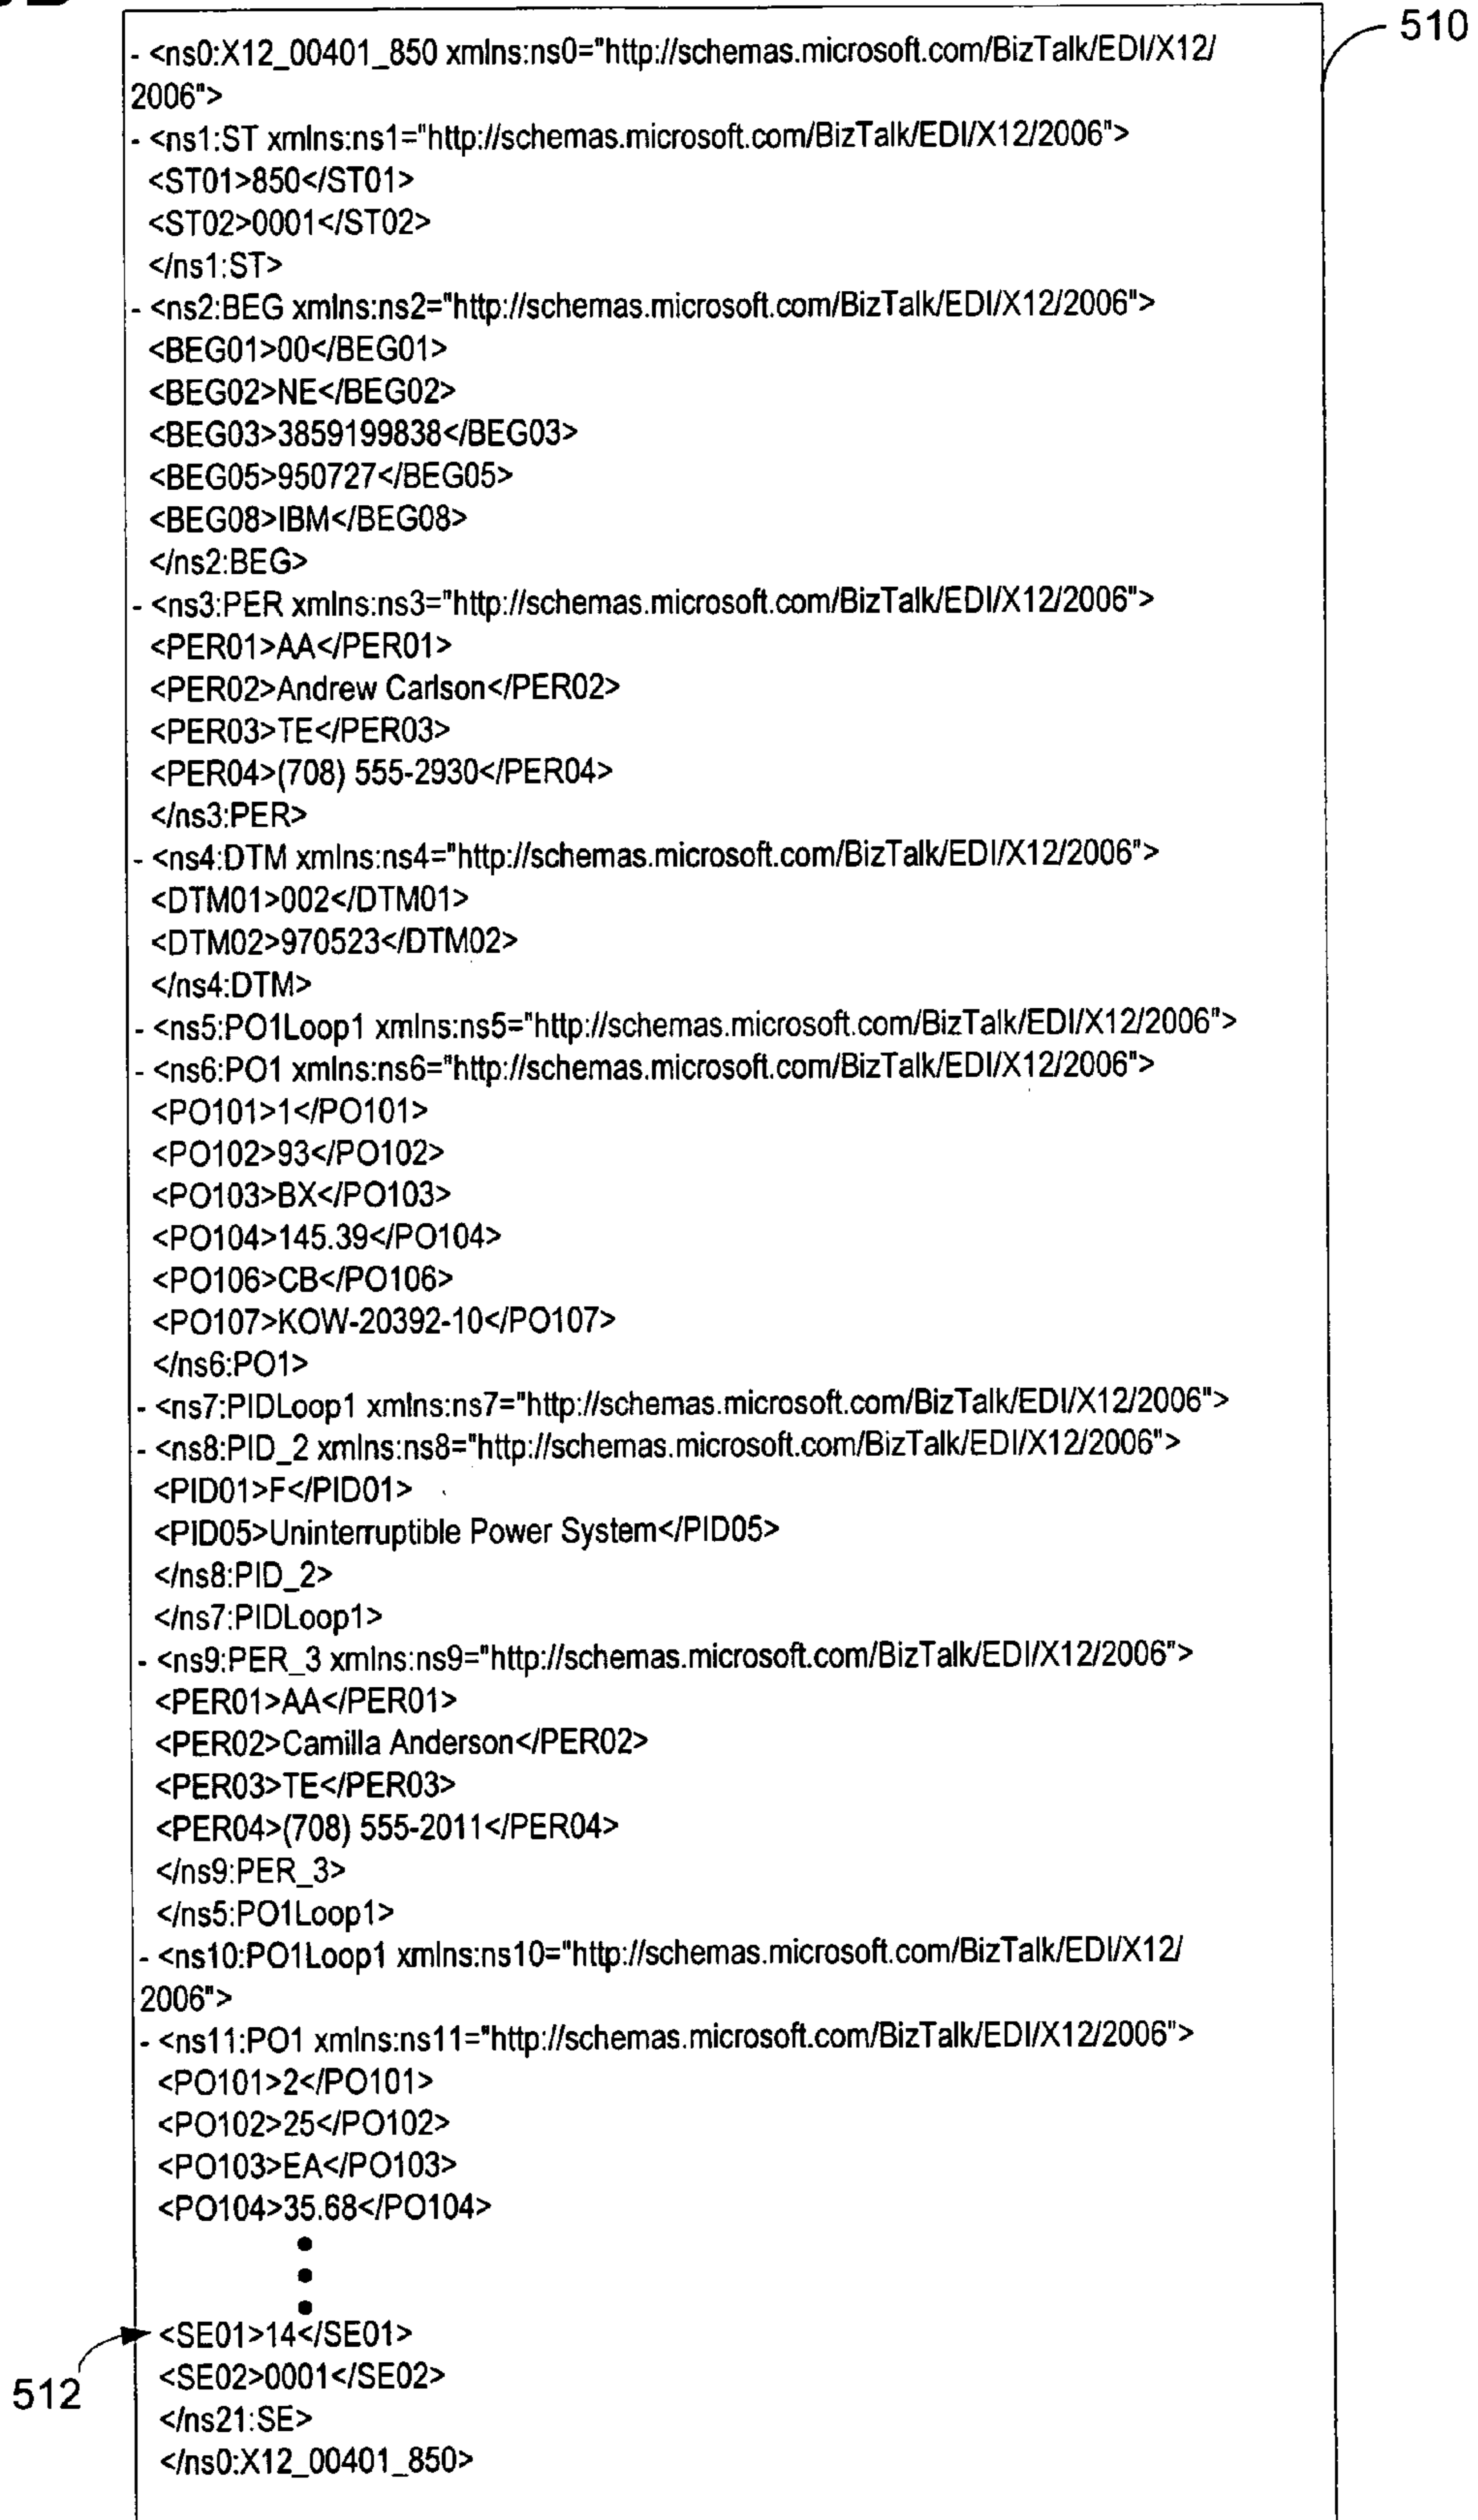 510
- <ns0:X12_00401_850 xmlns:ns0="http://schemas.microsoft.com/BizTalk/EDI/X12/
2006">
- <ns1:ST xmlns:ns1="http://schemas.microsoft.com/BizTalk/EDI/X12/2006">
<ST01>850</ST01>
<ST02>0001</ST02>
</ns1:ST>
- <ns2:BEG xmlns:ns2="http://schemas.microsoft.com/BizTalk/EDI/X12/2006">
<BEG01>00</BEG01>
<BEG02>NE</BEG02>
<BEG03>3859199838</BEG03>
<BEG05>950727</BEG05>
<BEG08>IBM</BEG08>
</ns2:BEG>
- <ns3:PER xmlns:ns3="http://schemas.microsoft.com/BizTalk/EDI/X12/2006">
<PER01>AA</PER01>
<PER02>Andrew Carlson</PER02>
<PER03>TE</PER03>
<PER04>(708) 555-2930</PER04>
</ns3:PER>
- <ns4:DTM xmlns:ns4="http://schemas.microsoft.com/BizTalk/EDI/X12/2006">
<DTM01>002</DTM01>
<DTM02>970523</DTM02>
</ns4:DTM>
- <ns5:PO1Loop1 xmlns:ns5="http://schemas.microsoft.com/BizTalk/EDI/X12/2006">
- <ns6:PO1 xmlns:ns6="http://schemas.microsoft.com/BizTalk/EDI/X12/2006">
<PO101>1</PO101>
<PO102>93</PO102>
<PO103>BX</PO103>
<PO104>145.39</PO104>
<PO106>CB</PO106>
<PO107>KOW-20392-10</PO107>
</ns6:PO1>
- <ns7:PIDLoop1 xmlns:ns7="http://schemas.microsoft.com/BizTalk/EDI/X12/2006">
- <ns8:PID_2 xmlns:ns8="http://schemas.microsoft.com/BizTalk/EDI/X12/2006">
<PID01>F</PID01>
<PID05>Uninterruptible Power System</PID05>
</ns8:PID_2>
</ns7:PIDLoop1>
- <ns9:PER_3 xmlns:ns9="http://schemas.microsoft.com/BizTalk/EDI/X12/2006">
<PER01>AA</PER01>
<PER02>Camilla Anderson</PER02>
<PER03>TE</PER03>
<PER04>(708) 555-2011</PER04>
</ns9:PER_3>
</ns5:PO1Loop1>
- <ns10:PO1Loop1 xmlns:ns10="http://schemas.microsoft.com/BizTalk/EDI/X12/
2006">
- <ns11:PO1 xmlns:ns11="http://schemas.microsoft.com/BizTalk/EDI/X12/2006">
<PO101>2</PO101>
<PO102>25</PO102>
<PO103>EA</PO103>
<PO104>35.68</PO104>
<SE01>14</SE01>
512
<SE02>0001</SE02>
</ns21:SE>
</ns0:X12_00401_850>